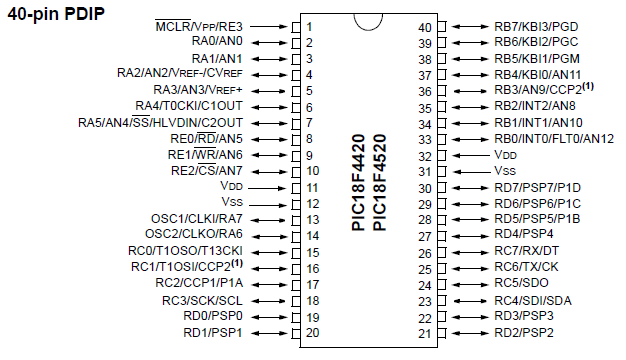 40-pin PDIP
MCLR/VPP/RE3 1
RA0/AN0 2
RA1/AN1 3
RA2/AN2/VREF-/CVREF 4
RA3/AN3/VREF+ 5
RA4/T0CKI/C1OUT 6
RA5/AN4/SS/HLVDIN/C2OUT 7
RE0/RD/AN5 8
RE1/WR/AN6 9
RE2/CS/AN7 10
VDD 11
VSS 12
OSC1/CLKI/RA7 13
OSC2/CLKO/RA6 14
RC0/T1OSO/T13CKI 15
RC1/T1OSI/CCP2(1) 16
RC2/CCP1/P1A 17
RC3/SCK/SCL 18
RD0/PSP0 19
RD1/PSP1 20
PIC18F4420
PIC18F4520
40 RB7/KBI3/PGD
39 RB6/KBI2/PGC
38 RB5/KBI1/PGM
37 RB4/KBI0/AN11
36 RB3/AN9/CCP2(1)
35 RB2/INT2/AN8
34 RB1/INT1/AN10
33 RB0/INT0/FLT0/AN12
32 VDD
31 VSS
30 RD7/PSP7/P1D
29 RD6/PSP6/P1C
28 RD5/PSP5/P1B
27 RD4/PSP4
26 RC7/RX/DT
25 RC6/TX/CK
24 RC5/SDO
23 RC4/SDI/SDA
22 RD3/PSP3
21 RD2/PSP2